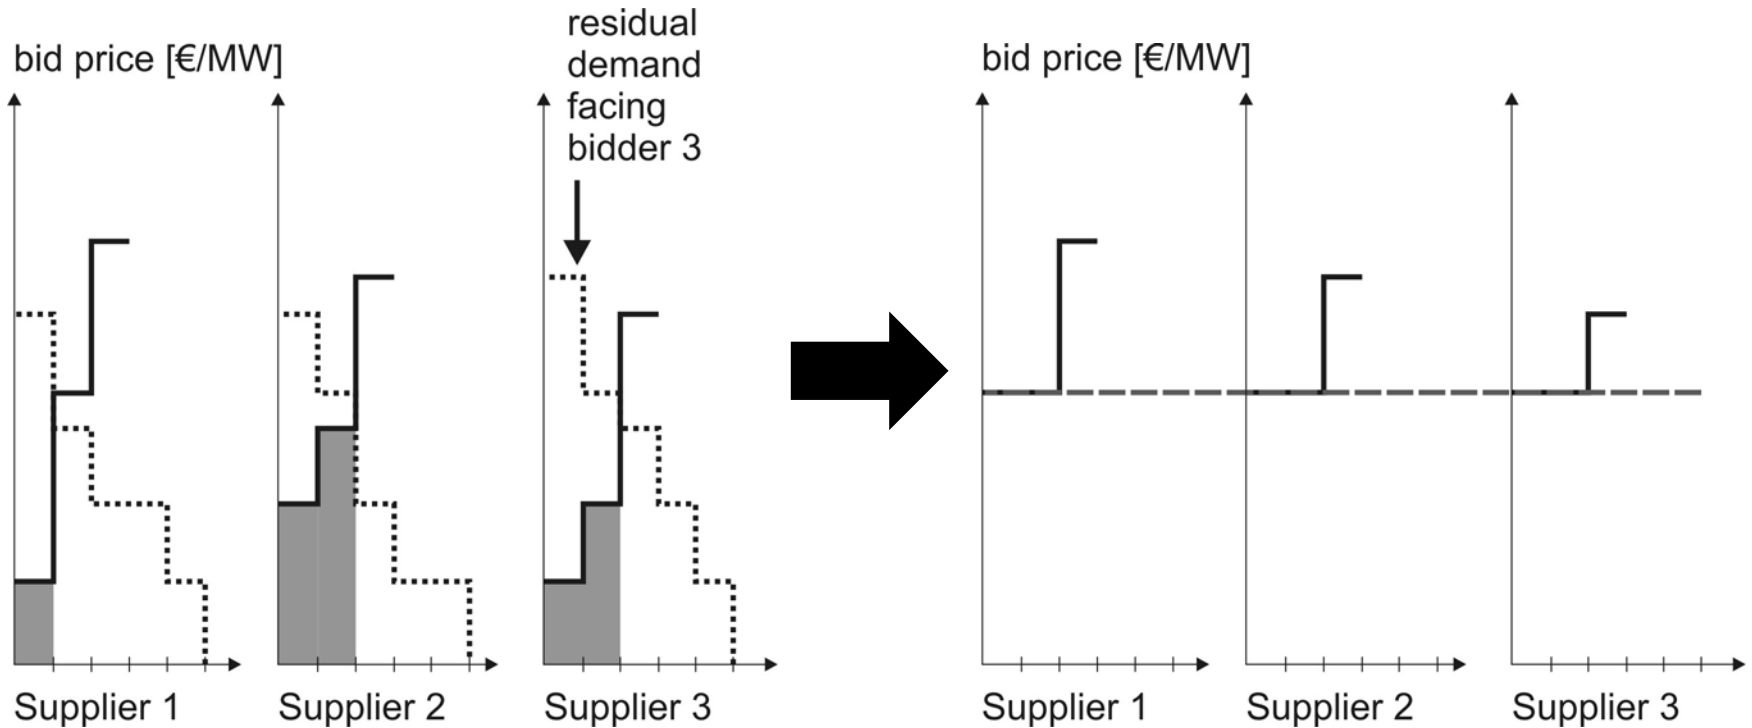 residual
demand
facing
bidder 3
bid price [€/MW]
bid price [€/MW]
Supplier 1
Supplier 2
Supplier 3
Supplier 1
Supplier 2
Supplier 3